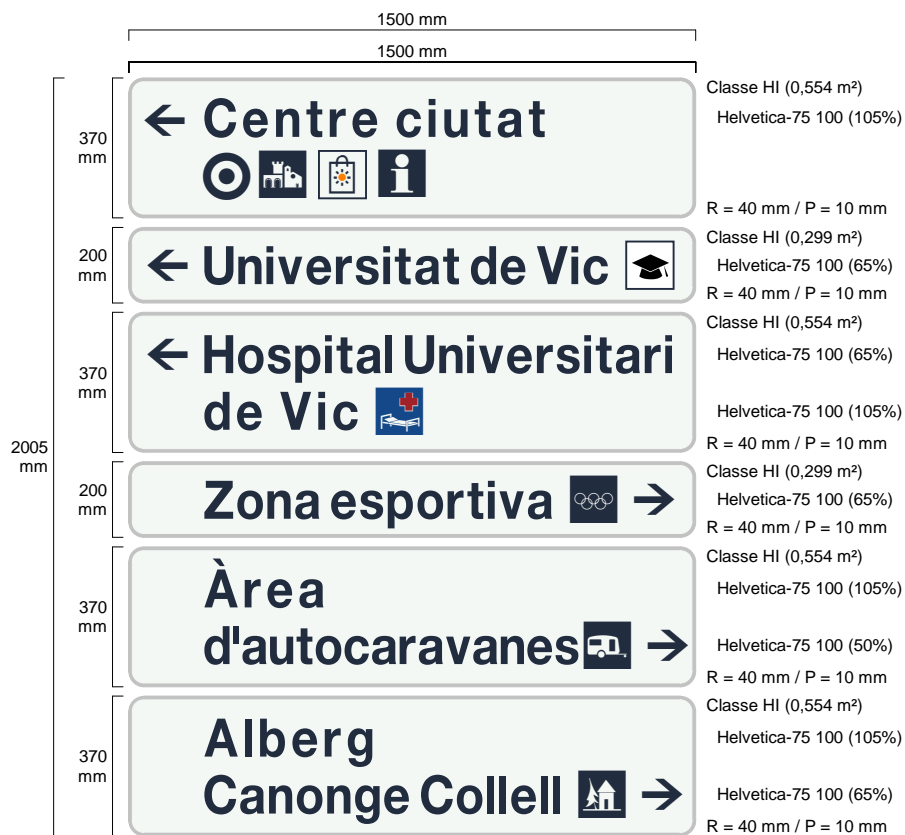 1500 mm
1500 mm
2005 mm
370 mm
← Centre ciutat
i
Classe HI (0,554 m²)
Helvetica-75 100 (105%)
R = 40 mm / P = 10 mm
200 mm
← Universitat de Vic
Classe HI (0,299 m²)
Helvetica-75 100 (65%)
R = 40 mm / P = 10 mm
370 mm
← Hospital Universitari
de Vic
Classe HI (0,554 m²)
Helvetica-75 100 (65%)
Helvetica-75 100 (105%)
R = 40 mm / P = 10 mm
200 mm
Zona esportiva →
Classe HI (0,299 m²)
Helvetica-75 100 (65%)
R = 40 mm / P = 10 mm
370 mm
Àrea
d'autocaravanes →
Classe HI (0,554 m²)
Helvetica-75 100 (105%)
Helvetica-75 100 (50%)
R = 40 mm / P = 10 mm
370 mm
Alberg
Canonge Collell →
Classe HI (0,554 m²)
Helvetica-75 100 (105%)
Helvetica-75 100 (65%)
R = 40 mm / P = 10 mm